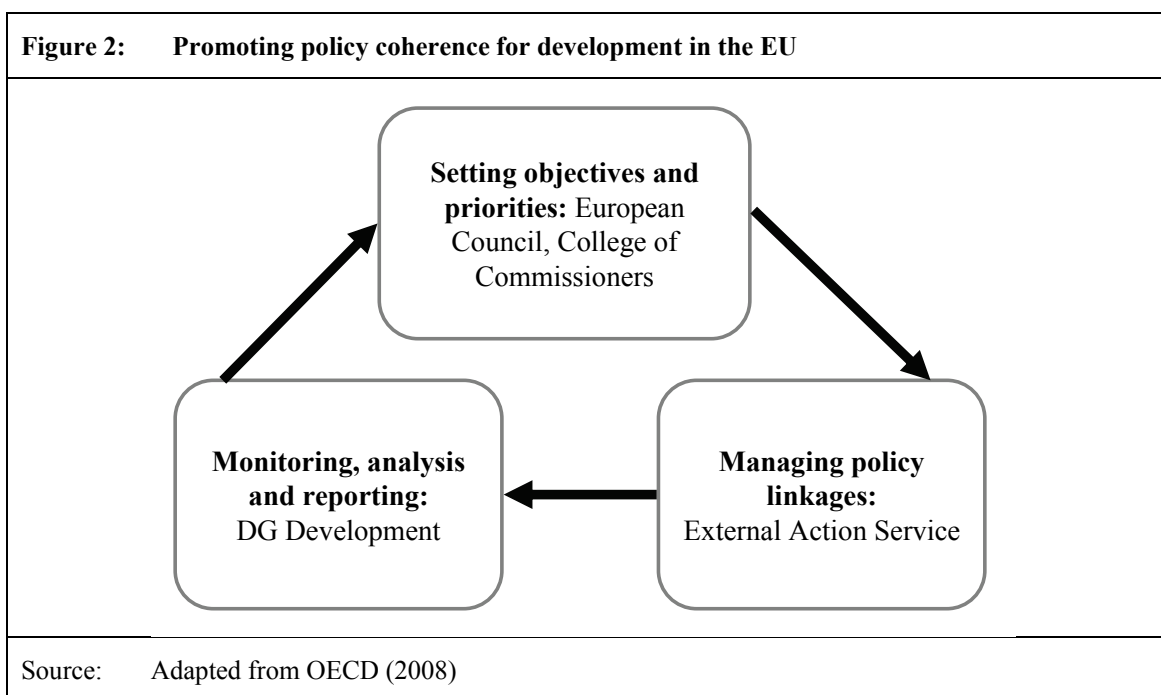 Figure 2: Promoting policy coherence for development in the EU
Setting objectives and
priorities: European
Council, College of
Commissioners
Monitoring, analysis
and reporting:
DG Development
Managing policy
linkages:
External Action Service
Source: Adapted from OECD (2008)